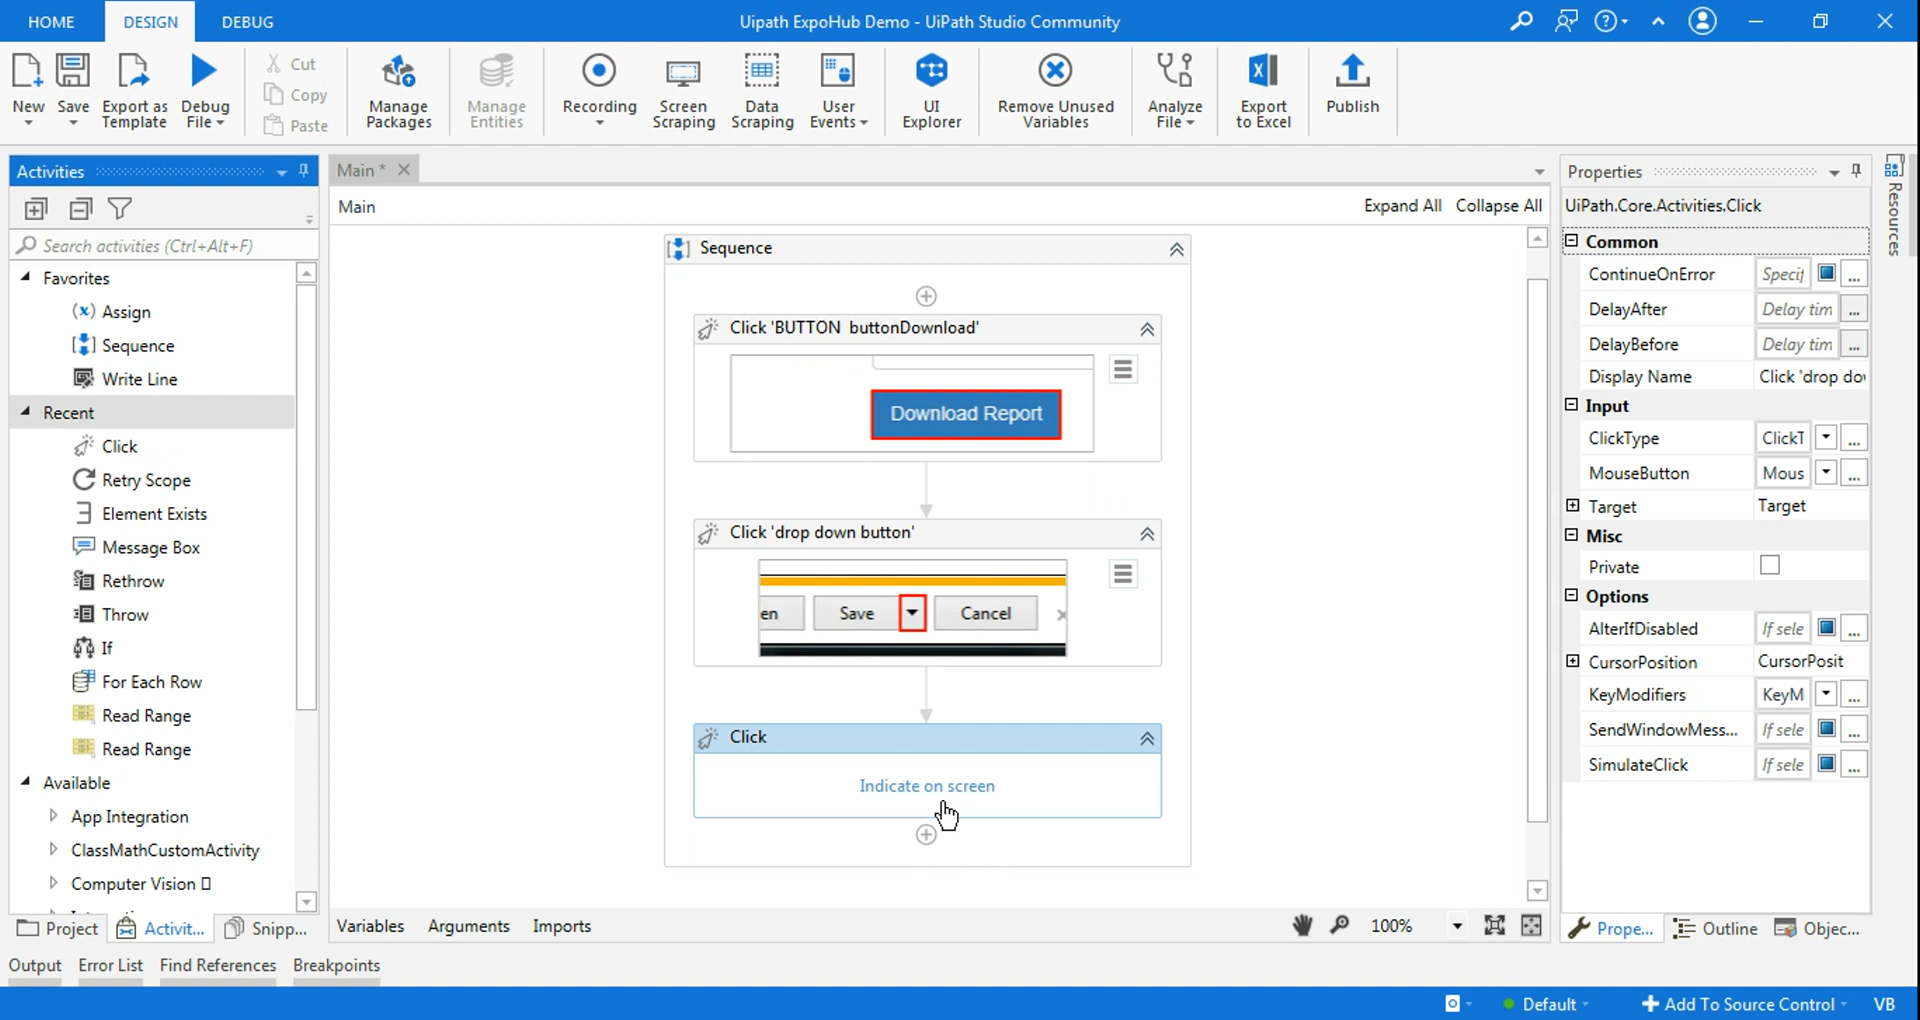 HOME
DESIGN
DEBUG
Uipath ExpoHub Demo - UiPath Studio Community
New
Save
Export as
Template
Debug
File
Cut
Copy
Paste
Manage
Packages
Manage
Entities
Recording
Screen
Scraping
Data
Scraping
User
Events
UI
Explorer
Remove Unused
Variables
Analyze
File
Export
to Excel
Publish
Activities
Search activities (Ctrl+Alt+F)
Favorites
(x) Assign
Sequence
Write Line
Recent
Click
Retry Scope
Element Exists
Message Box
Rethrow
Throw
If
For Each Row
Read Range
Read Range
Available
App Integration
ClassMathCustomActivity
Computer Vision
Project
Activit...
Snipp...
Main *
Main
Expand All
Collapse All
Sequence
Click 'BUTTON buttonDownload'
Download Report
Click 'drop down button'
en
Save
Cancel
Click
Indicate on screen
Variables
Arguments
Imports
100%
Properties
UiPath.Core.Activities.Click
Common
ContinueOnError Specif ...
DelayAfter Delay tim ...
DelayBefore Delay tim ...
Display Name Click 'drop do
Input
ClickType ClickT ...
MouseButton Mous ...
Target Target
Misc
Private
Options
AlterIfDisabled If sele ...
CursorPosition CursorPosit
KeyModifiers KeyM ...
SendWindowMess... If sele ...
SimulateClick If sele ...
Prope...
Outline
Objec...
Resources
Output
Error List
Find References
Breakpoints
Default
Add To Source Control
VB